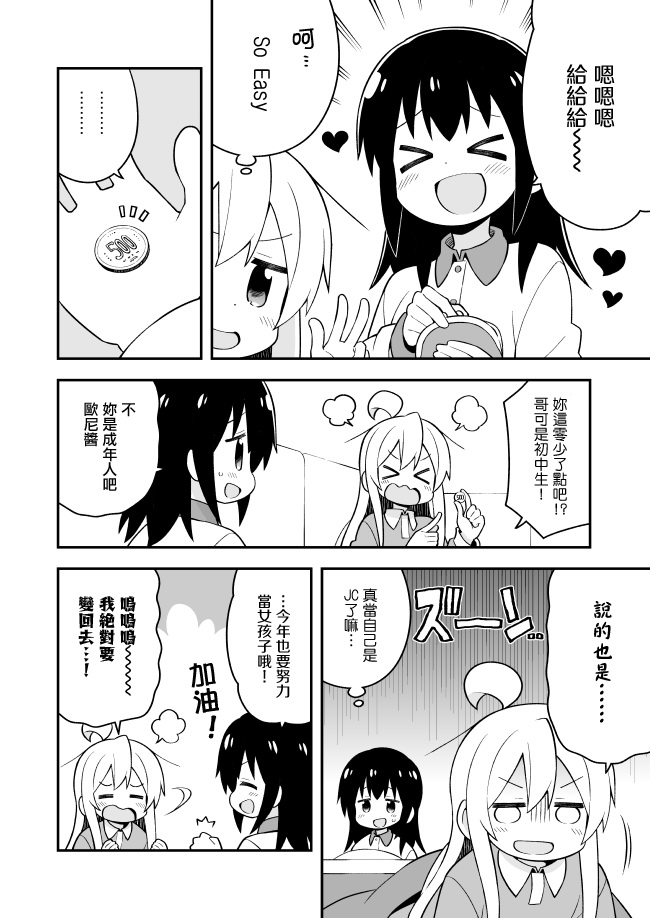 嗯嗯嗯
給給給~~~
呵…
So Easy
…………
…………
500
妳這零少了點吧!?
哥可是初中生!
500
不
妳是成年人吧
歐尼醬
說的也是……
ズーン…
真當自己是
JC了嘛…
…今年也要努力
當女孩子哦!
加油!
嗚嗚嗚~~~~
我絕對要
變回去…!